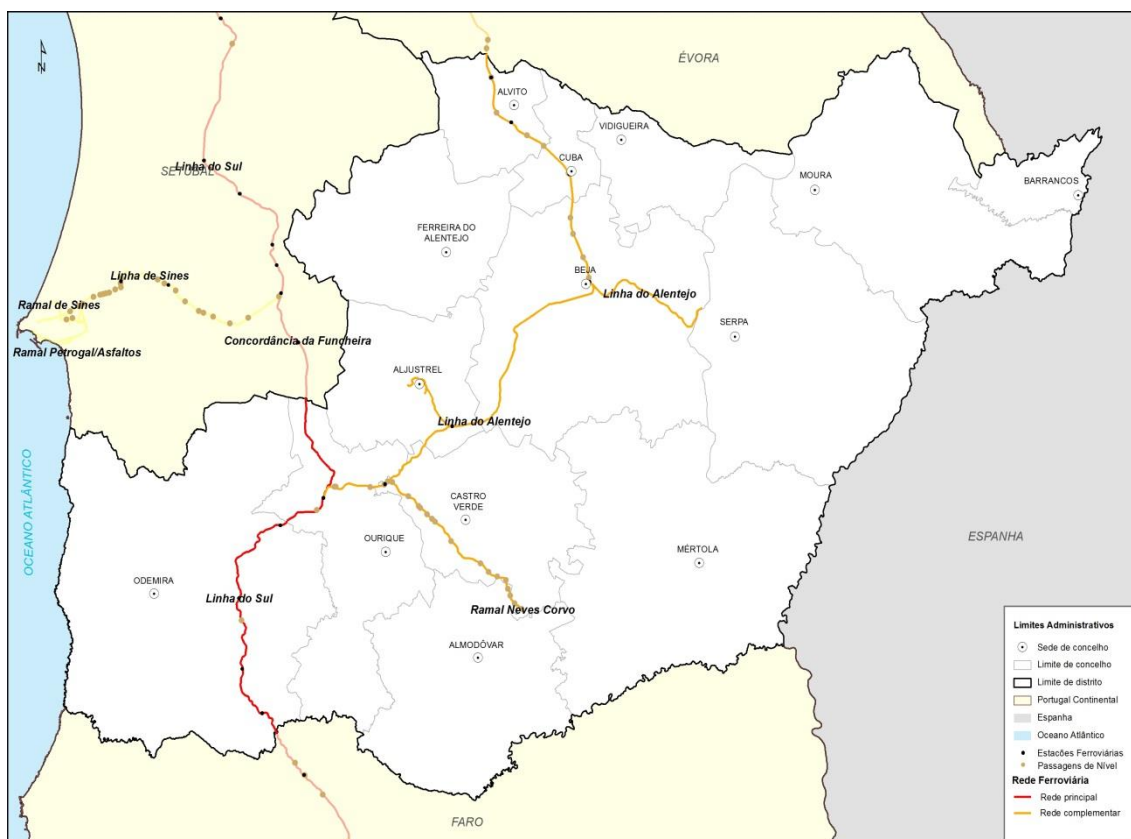 N
ÉVORA
ALVITO
VIDIGUEIRA
CUBA
Linha do Sul
SETÚBAL
MOURA
BARRANCOS
FERREIRA DO
ALENTEJO
Linha de Sines
BEJA
Linha do Alentejo
Ramal de Sines
SERPA
Concordância da Funcheira
Ramal Petrogal/Asfaltos
ALJUSTREL
Linha do Alentejo
OCEANO ATLÂNTICO
CASTRO
VERDE
ESPANHA
OURIQUE
MÉRTOLA
ODEMIRA
Linha do Sul
Ramal Neves Corvo
ALMODÔVAR
FARO
Limites Administrativos
Sede de concelho
Limite de concelho
Limite de distrito
Portugal Continental
Espanha
Oceano Atlântico
Estacões Ferroviárias
Passagens de Nível
Rede Ferroviária
Rede principal
Rede complementar